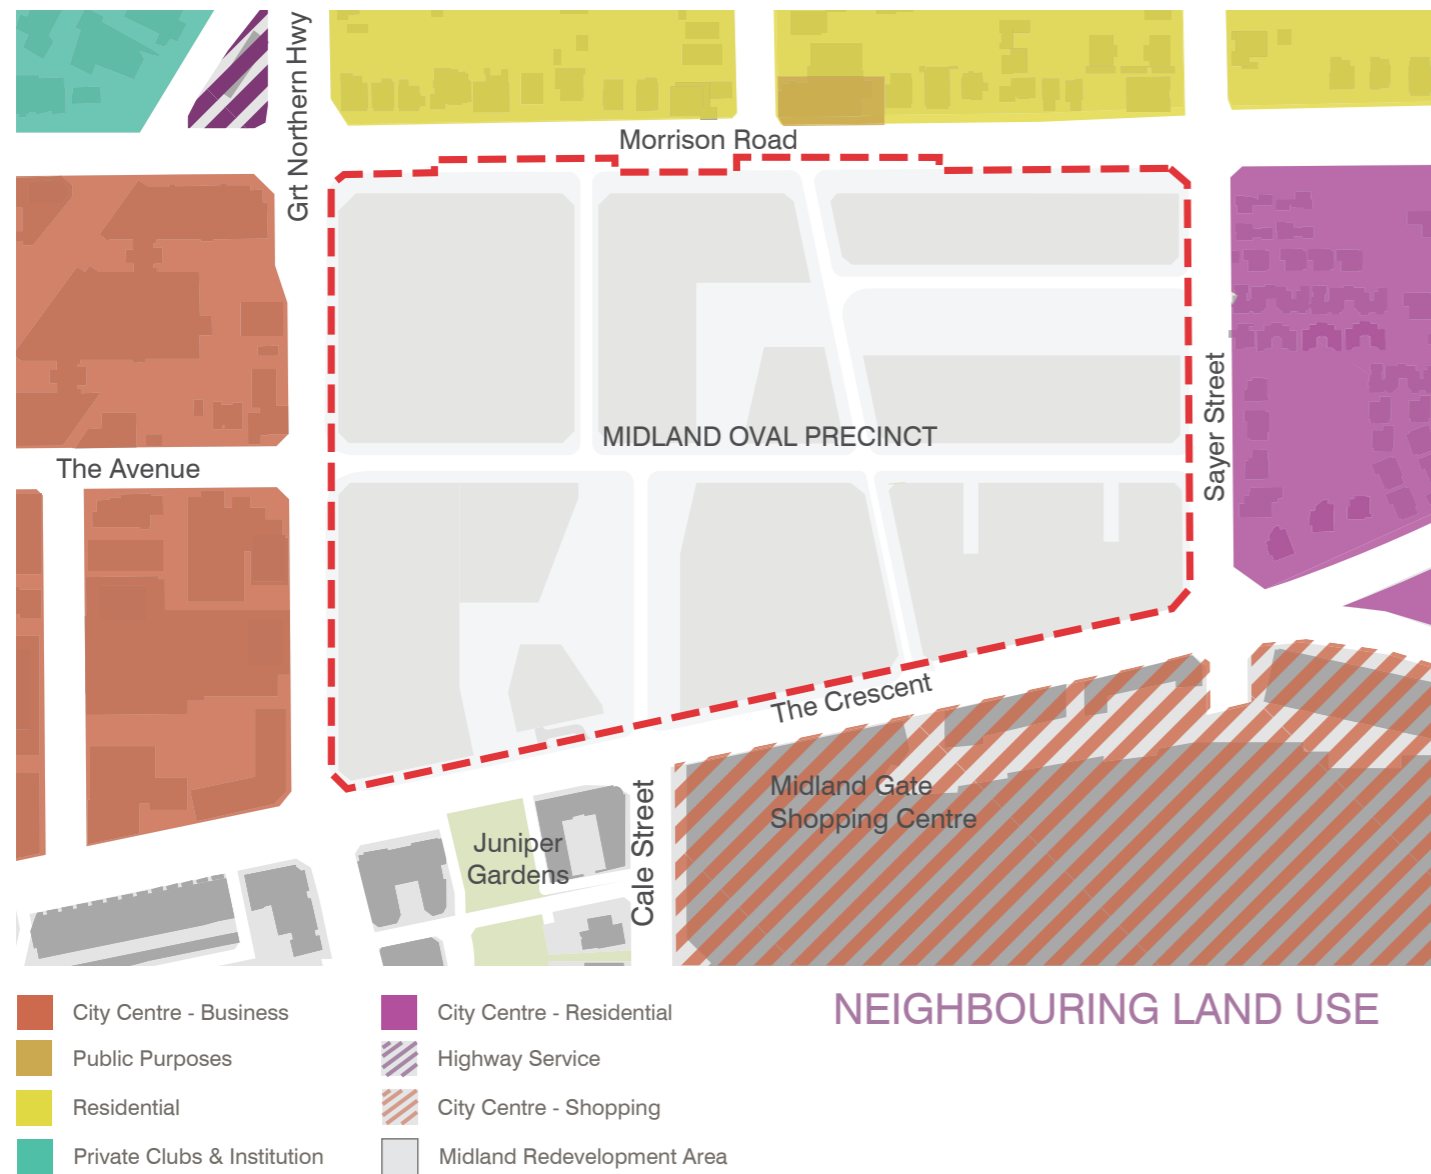 Grt Northern Hwy
Morrison Road
MIDLAND OVAL PRECINCT
The Avenue
Sayer Street
The Crescent
Midland Gate
Shopping Centre
Juniper
Gardens
Cale Street
NEIGHBOURING LAND USE
City Centre - Business
Public Purposes
Residential
Private Clubs & Institution
City Centre - Residential
Highway Service
City Centre - Shopping
Midland Redevelopment Area